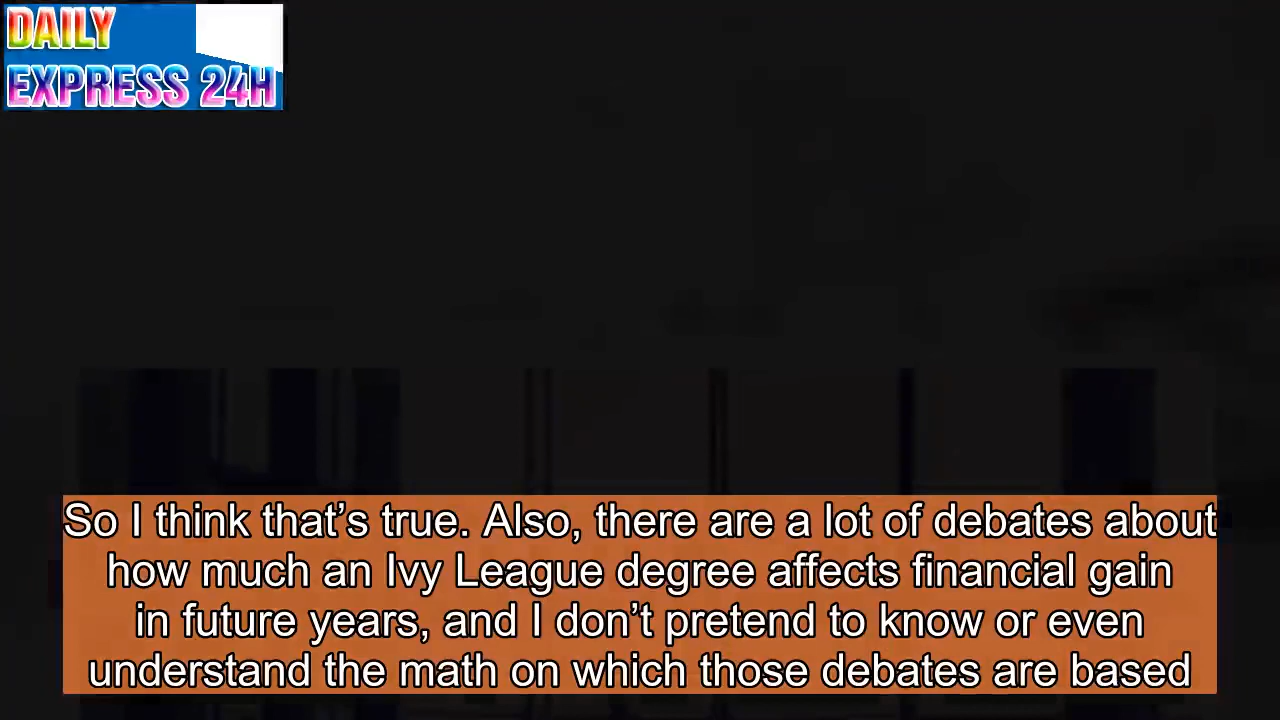 DAILY
EXPRESS 24H
So I think that’s true. Also, there are a lot of debates about
how much an Ivy League degree affects financial gain
in future years, and I don’t pretend to know or even
understand the math on which those debates are based